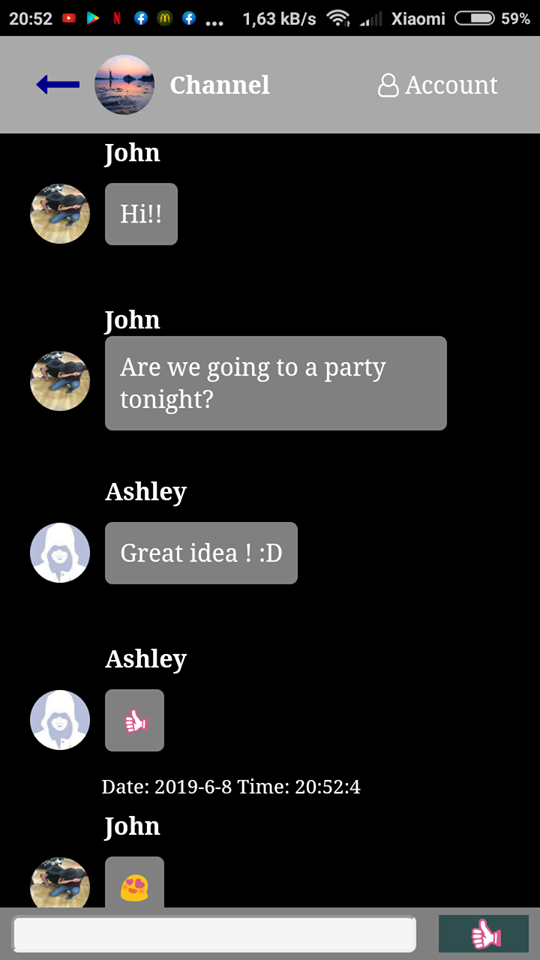 20:52 ... 1,63 kB/s Xiaomi 59%
Channel Account
John
Hi!!
John
Are we going to a party
tonight?
Ashley
Great idea ! :D
Ashley
Date: 2019-6-8 Time: 20:52:4
John